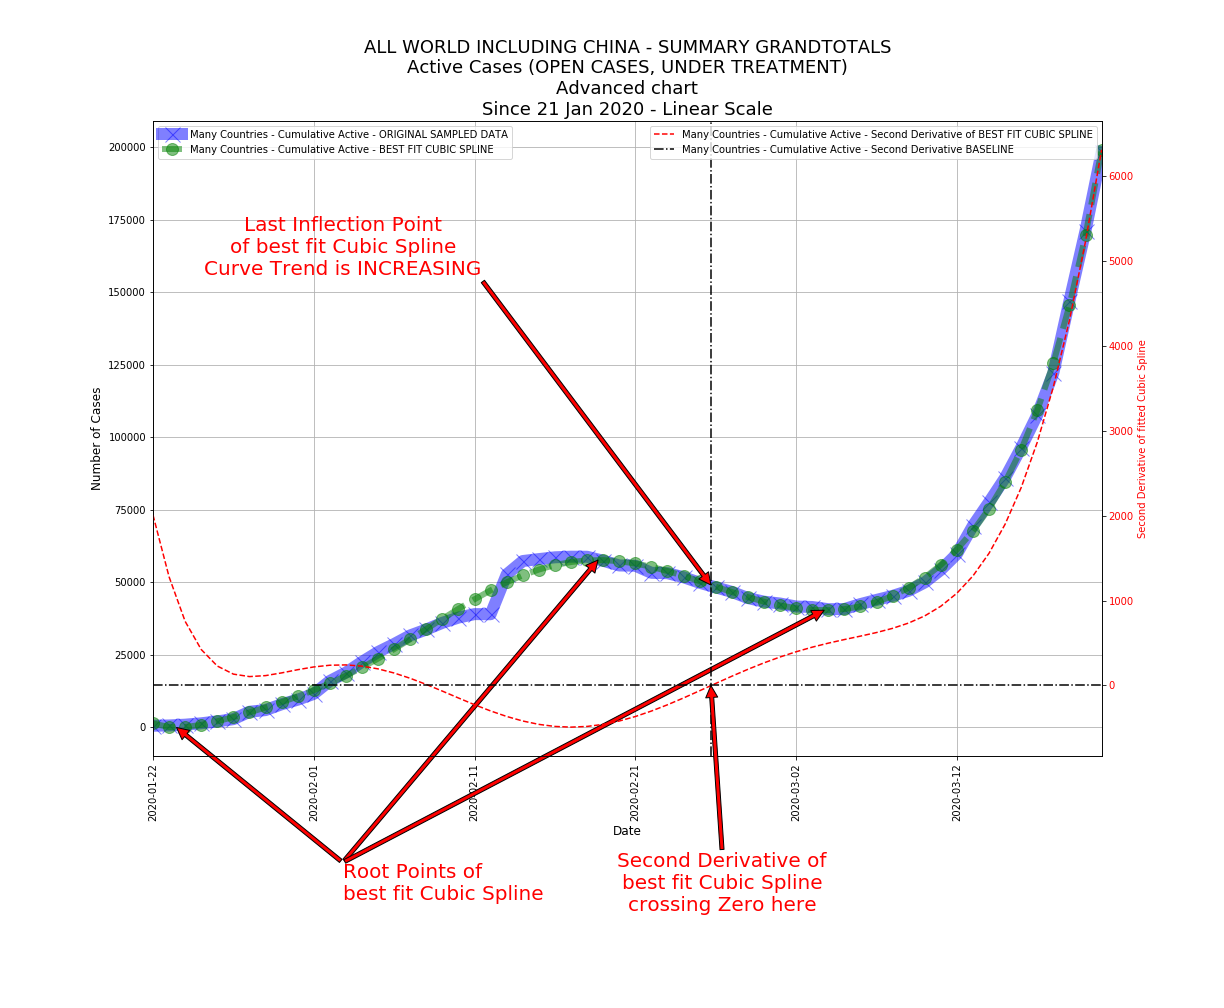 ALL WORLD INCLUDING CHINA - SUMMARY GRANDTOTALS
Active Cases (OPEN CASES, UNDER TREATMENT)
Advanced chart
Since 21 Jan 2020 - Linear Scale
Many Countries - Cumulative Active - ORIGINAL SAMPLED DATA
Many Countries - Cumulative Active - BEST FIT CUBIC SPLINE
Many Countries - Cumulative Active - Second Derivative of BEST FIT CUBIC SPLINE
Many Countries - Cumulative Active - Second Derivative BASELINE
Last Inflection Point
of best fit Cubic Spline
Curve Trend is INCREASING
Number of Cases
200000
175000
150000
125000
100000
75000
50000
25000
0
6000
5000
4000
3000
2000
1000
0
Second Derivative of fitted Cubic Spline
2020-01-22
2020-02-01
2020-02-11
2020-02-21
2020-03-02
2020-03-12
Date
Root Points of
best fit Cubic Spline
Second Derivative of
best fit Cubic Spline
crossing Zero here